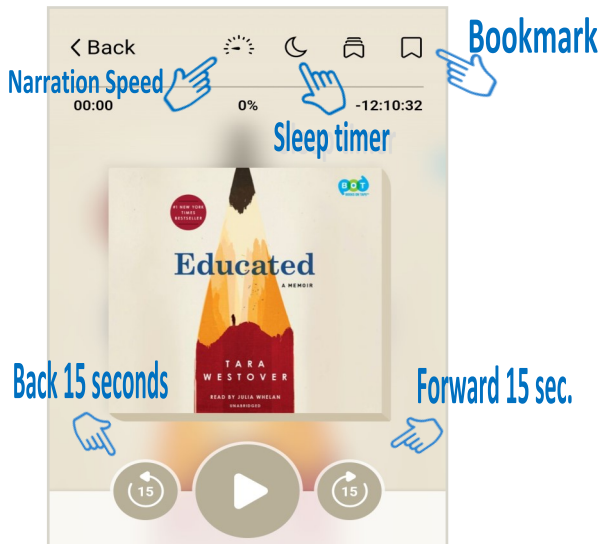 < Back
Bookmark
Narration Speed
00:00
0%
-12:10:32
Sleep timer
BOT
#1 NEW YORK
TIMES
BESTSELLER
Educated
A MEMOIR
TARA
WESTOVER
READ BY JULIA WHELAN
UNABRIDGED
Back 15 seconds
Forward 15 sec.
15
15